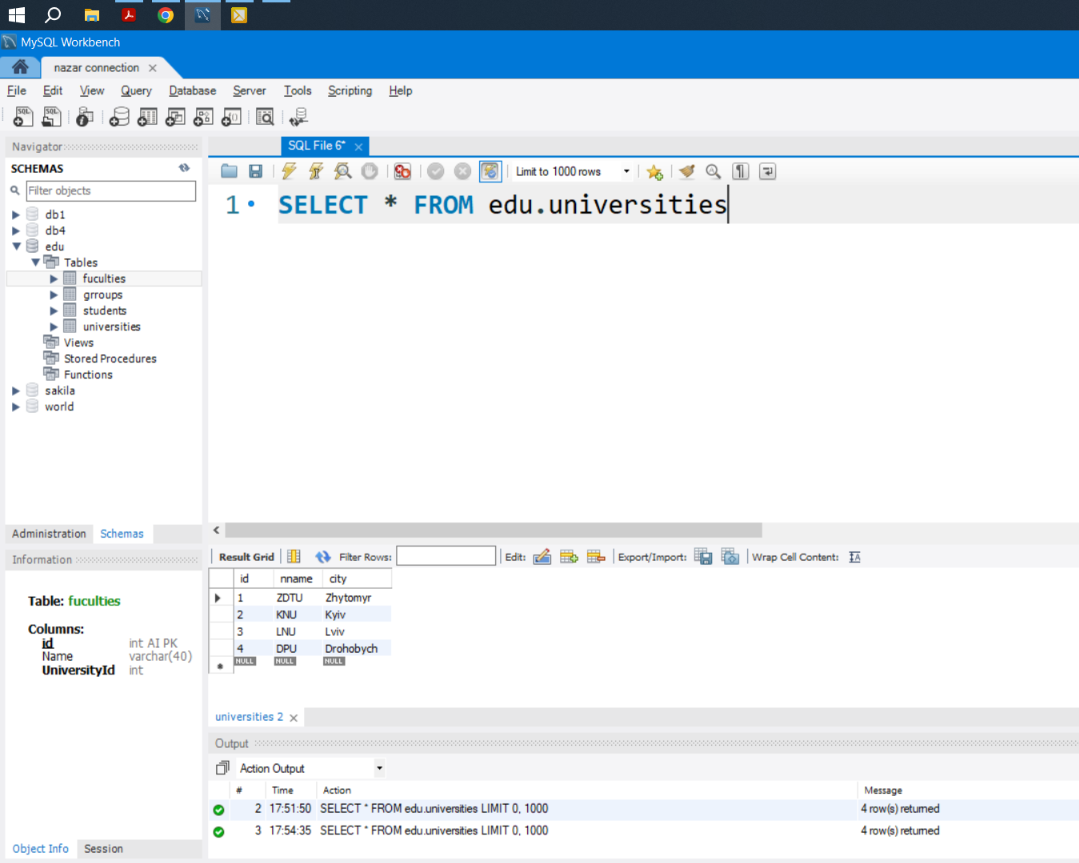 MySQL Workbench
nazar connection
File Edit View Query Database Server Tools Scripting Help
Navigator
SCHEMAS
Filter objects
db1
db4
edu
Tables
fuculties
grroups
students
universities
Views
Stored Procedures
Functions
sakila
world
Administration Schemas
Information
Table: fuculties
Columns:
id int AI PK
Name varchar(40)
UniversityId int
Object Info Session
SQL File 6*
Limit to 1000 rows
1 SELECT * FROM edu.universities
Result Grid Filter Rows: Edit: Export/Import: Wrap Cell Content:
id nname city
1 ZDTU Zhytomyr
2 KNU Kyiv
3 LNU Lviv
4 DPU Drohobych
NULL NULL NULL
universities 2
Output
Action Output
# Time Action Message
2 17:51:50 SELECT * FROM edu.universities LIMIT 0, 1000 4 row(s) returned
3 17:54:35 SELECT * FROM edu.universities LIMIT 0, 1000 4 row(s) returned